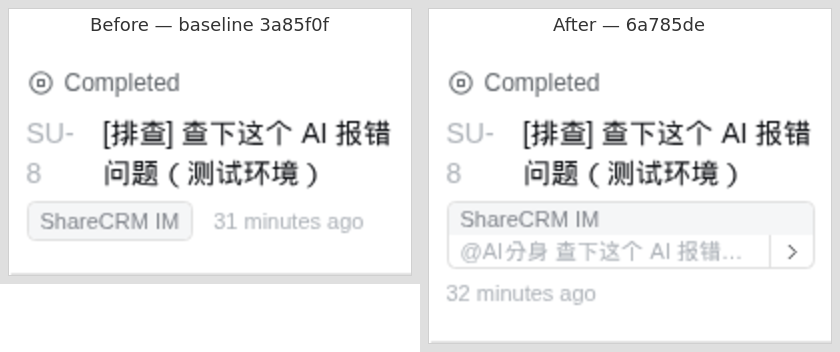 Before — baseline 3a85f0f
Completed
SU-8
[排查] 查下这个 AI 报错
问题（测试环境）
ShareCRM IM
31 minutes ago
After — 6a785de
Completed
SU-8
[排查] 查下这个 AI 报错
问题（测试环境）
ShareCRM IM
@AI分身 查下这个 AI 报错...
32 minutes ago